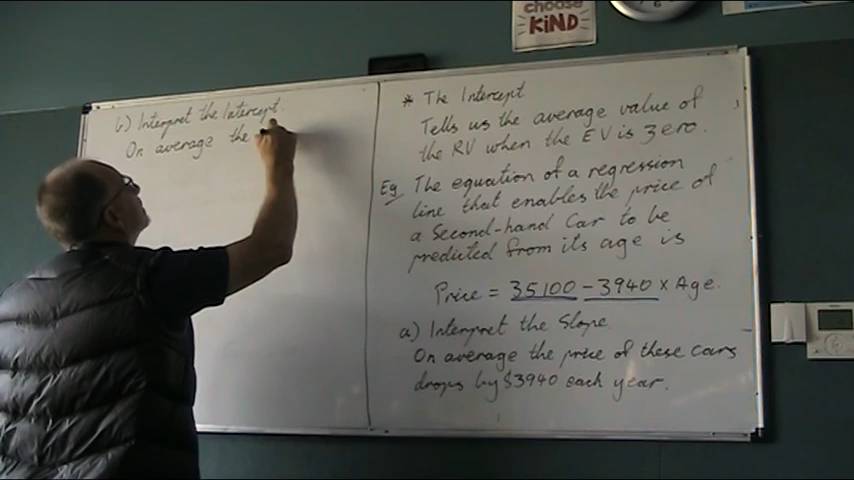 choose
KiND
b) Interpret the Intercept.
On average the
* The Intercept
Tells us the average value of
the RV when the EV is zero.
Eg The equation of a regression
line that enables the price of
a Second-hand Car to be
predicted from its age is
Price = 35100 - 3940 x Age.
a) Interpret the Slope.
On average the price of these cars
drops by $3940 each year.